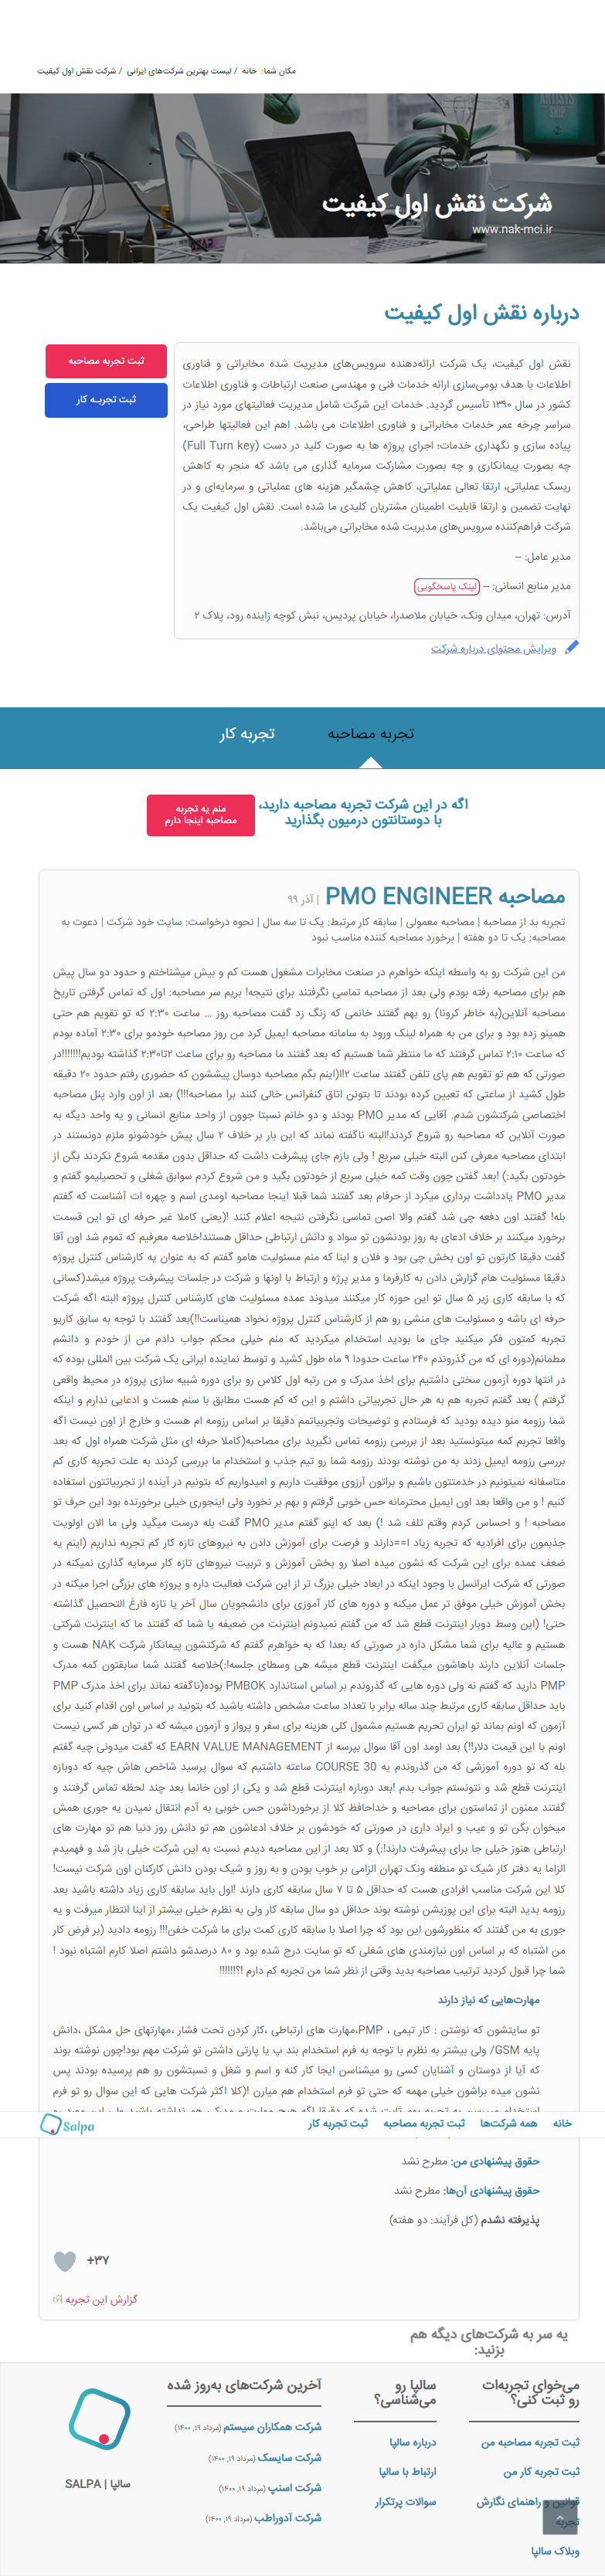 مکان شما: خانه / لیست بهترین شرکت‌های ایرانی / شرکت نقش اول کیفیت
شرکت نقش اول کیفیت
www.nak-mci.ir
درباره نقش اول کیفیت
ثبت تجربه مصاحبه
ثبت تجربـه کار
نقش اول کیفیت، یک شرکت ارائه‌دهنده سرویس‌های مدیریت شده مخابراتی و فناوری
اطلاعات با هدف بومی‌سازی ارائه خدمات فنی و مهندسی صنعت ارتباطات و فناوری اطلاعات
کشور در سال ۱۳۹۰ تأسیس گردید. خدمات این شرکت شامل مدیریت فعالیتهای مورد نیاز در
سراسر چرخه عمر خدمات مخابراتی و فناوری اطلاعات می باشد. اهم این فعالیتها طراحی،
پیاده سازی و نگهداری خدمات؛ اجرای پروژه ها به صورت کلید در دست (Full Turn key)
چه بصورت پیمانکاری و چه بصورت مشارکت سرمایه گذاری می باشد که منجر به کاهش
ریسک عملیاتی، ارتقا تعالی عملیاتی، کاهش چشمگیر هزینه های عملیاتی و سرمایه‌ای و در
نهایت تضمین و ارتقا قابلیت اطمینان مشتریان کلیدی ما شده است. نقش اول کیفیت یک
شرکت فراهم‌کننده سرویس‌های مدیریت شده مخابراتی می‌باشد.
مدیر عامل: –
مدیر منابع انسانی: – لینک پاسخگویی
آدرس: تهران، میدان ونک، خیابان ملاصدرا، خیابان پردیس، نبش کوچه زاینده رود، پلاک ۲
ویرایش محتوای درباره شرکت
تجربه مصاحبه
تجربه کار
اگه در این شرکت تجربه مصاحبه دارید،
با دوستانتون درمیون بگذارید
منم یه تجربه
مصاحبه اینجا دارم
مصاحبه PMO ENGINEER | آذر ۹۹
تجربه بد از مصاحبه | مصاحبه معمولی | سابقه کار مرتبط: یک تا سه سال | نحوه درخواست: سایت خود شرکت | دعوت به
مصاحبه: یک تا دو هفته | برخورد مصاحبه کننده مناسب نبود
من این شرکت رو به واسطه اینکه خواهرم در صنعت مخابرات مشغول هست کم و بیش میشناختم و حدود دو سال پیش
هم برای مصاحبه رفته بودم ولی بعد از مصاحبه تماسی نگرفتند برای نتیجه! بریم سر مصاحبه: اول که تماس گرفتن تاریخ
مصاحبه آنلاین(به خاطر کرونا) رو بهم گفتند خانمی که زنگ زد گفت مصاحبه روز … ساعت ۲:۳۰ که تو تقویم هم حتی
همینو زده بود و برای من به همراه لینک ورود به سامانه مصاحبه ایمیل کرد من روز مصاحبه خودمو برای ۲:۳۰ آماده بودم
که ساعت ۲:۱۰ تماس گرفتند که ما منتظر شما هستیم که بعد گفتند ما مصاحبه رو برای ساعت ۲تا۲:۳۰ گذاشته بودیم!!!!!!!در
صورتی که هم تو تقویم هم پای تلفن گفتند ساعت ۲!ا(اینم بگم مصاحبه دوسال پیششون که حضوری رفتم حدود ۲۰ دقیقه
طول کشید از ساعتی که تعیین کرده بودند تا بتونن اتاق کنفرانس خالی کنند برا مصاحبه!!!) بعد از اون وارد پنل مصاحبه
اختصاصی شرکتشون شدم. آقایی که مدیر PMO بودند و دو خانم نسبتا جوون از واحد منابع انسانی و یه واحد دیگه به
صورت آنلاین که مصاحبه رو شروع کردند!البته ناگفته نماند که این بار بر خلاف ۲ سال پیش خودشونو ملزم دونستند در
ابتدای مصاحبه معرفی کنن البته خیلی سریع ! ولی بازم جای پیشرفت داشت که حداقل بدون مقدمه شروع نکردند بگن از
خودتون بگید:) !بعد گفتن چون وقت کمه خیلی سریع از خودتون بگید و من شروع کردم سوابق شغلی و تحصیلیمو گفتم و
مدیر PMO یادداشت برداری میکرد از حرفام بعد گفتند شما قبلا اینجا مصاحبه اومدی اسم و چهره ات آشناست که گفتم
بله! گفتند اون دفعه چی شد گفتم والا اصن تماسی نگرفتن نتیجه اعلام کنند !(یعنی کاملا غیر حرفه ای تو این قسمت
برخورد میکنند بر خلاف ادعای به روز بودنشون تو سواد و دانش ارتباطی حداقل هستند!خلاصه معرفیم که تموم شد اون آقا
گفت دقیقا کارتون تو اون بخش چی بود و فلان و اینا که منم مسئولیت هامو گفتم که به عنوان یه کارشناس کنترل پروژه
دقیقا مسئولیت هام گزارش دادن به کارفرما و مدیر پرژه و ارتباط با اونها و شرکت در جلسات پیشرفت پروژه میشد(کسانی
که با سابقه کاری زیر ۵ سال تو این حوزه کار میکنند میدوند عمده مسئولیت های کارشناس کنترل پروژه البته اگه شرکت
حرفه ای باشه و مسئولیت های منشی رو هم از کارشناس کنترل پروژه نخواد همیناست!!)بعد گفتند با توجه به سابق کاریو
تجربه کمتون فکر میکنید جای ما بودید استخدام میکردید که منم خیلی محکم جواب دادم من از خودم و دانشم
مطمانم(دوره ای که من گذروندم ۲۴۰ ساعت حدودا ۹ ماه طول کشید و توسط نماینده ایرانی یک شرکت بین المللی بوده که
در انتها دوره آزمون سختی داشتیم برای اخذ مدرک و من رتبه اول کلاس رو برای دوره شبیه سازی پروژه در محیط واقعی
گرفتم ) بعد گفتم تجربه هم به هر حال تجربیاتی داشتم و این که کم هست مطابق با سنم هست و ادعایی ندارم و اینکه
شما رزومه منو دیده بودید که فرستادم و توضیحات وتجربیاتمم دقیقا بر اساس رزومه ام هست و خارج از اون نیست اگه
واقعا تجربم کمه میتونستید بعد از بررسی رزومه تماس نگیرید برای مصاحبه(کاملا حرفه ای مثل شرکت همراه اول که بعد
بررسی رزومه ایمیل زدند به من نوشته بودند رزومه شما رو تیم جذب و استخدام ما بررسی کردند به علت تجربه کاری کم
متاسفانه نمیتونیم در خدمتتون باشیم و براتون آرزوی موفقیت داریم و امیدواریم که بتونیم در آینده از تجربیاتتون استفاده
کنیم ! و من واقعا بعد اون ایمیل محترمانه حس خوبی گرفتم و بهم بر نخورد ولی اینجوری خیلی برخورنده بود این حرف تو
مصاحبه ! و احساس کردم وقتم تلف شد !) بعد که اینو گفتم مدیر PMO گفت بله درست میگید ولی ما الان اولویت
جذبمون برای افرادیه که تجربه زیاد ا==دارند و فرصت برای آموزش دادن به نیروهای تازه کار کم تجربه نداریم (اینم یه
ضعف عمده برای این شرکت که نشون میده اصلا رو بخش آموزش و تربیت نیروهای تازه کار سرمایه گذاری نمیکنه در
صورتی که شرکت ایرانسل با وجود اینکه در ابعاد خیلی بزرگ تر از این شرکت فعالیت داره و پروژه های بزرگی اجرا میکنه در
بخش آموزش خیلی موفق تر عمل میکنه و دوره های کار آموزی برای دانشجویان سال آخر یا تازه فارغ التحصیل گذاشته
حتی! (این وسط دوبار اینترنت قطع شد که من گفتم نمیدونم اینترنت من ضعیفه یا شما که گفتند ما که اینترنت شرکتی
هستیم و عالیه برای شما مشکل داره در صورتی که بعدا که به خواهرم گفتم که شرکتشون پیمانکار شرکت NAK هست و
جلسات آنلاین دارند باهاشون میگفت اینترنت قطع میشه هی وسطای جلسه!:)خلاصه گفتند شما سابقتون کمه مدرک
PMP دارید که گفتم نه ولی دوره هایی که گذروندم بر اساس استاندارد PMBOK بوده(ناگفته نماند برای اخذ مدرک PMP
باید حداقل سابقه کاری مرتبط چند ساله برابر با تعداد ساعت مشخص داشته باشید که بتونید بر اساس اون اقدام کنید برای
آزمون که اونم بماند تو ایران تحریم هستیم مشمول کلی هزینه برای سفر و پرواز و آزمون میشه که در توان هر کسی نیست
اونم با این قیمت دلار!!) بعد اومد اون آقا سوال بپرسه از EARN VALUE MANAGEMENT که گفت میدونی چیه گفتم
بله که تو دوره آموزشی که من گذروندم یه COURSE 30 ساعته داشتیم که سوال پرسید شاخص هاش چیه که دوباره
اینترنت قطع شد و نتونستم جواب بدم !بعد دوباره اینترنت قطع شد و یکی از اون خانما بعد چند لحظه تماس گرفتند و
گفتند ممنون از تماستون برای مصاحبه و خداحافظ کلا از برخورداشون حس خوبی به آدم انتقال نمیدن یه جوری همش
میخوان بگن تو و عیب و ایراد داری در صورتی که خودشون بر خلاف ادعاشون هم تو دانش روز دنیا هم تو مهارت های
ارتباطی هنوز خیلی جا برای پیشرفت دارند!:) و کلا بعد از این مصاحبه دیدم نسبت به این شرکت خیلی باز شد و فهمیدم
الزاما یه دفتر کار شیک تو منطقه ونک تهران الزامی بر خوب بودن و به روز و شیک بودن دانش کارکنان اون شرکت نیست!
کلا این شرکت مناسب افرادی هست که حداقل ۵ تا ۷ سال سابقه کاری دارند !اول باید سابقه کاری زیاد داشته باشید بعد
رزومه بدید البته برای این پوزیشن نوشته بوند حداقل دو سال سابقه کار ولی به نظرم خیلی بیشتر از اینا انتظار میرفت و یه
جوری به من گفتند که منظورشون این بود که چرا اصلا با سابقه کاری کمت برای ما شرکت خفن!!! رزومه دادید (بر فرض کار
من اشتباه که بر اساس اون نیازمندی های شغلی که تو سایت درج شده بود و ۸۰ درصدشو داشتم اصلا کارم اشتباه نبود !
شما چرا قبول کردید ترتیب مصاحبه بدید وقتی از نظر شما من تجربه کم دارم !؟!!!!!!
مهارت‌هایی که نیاز دارند
تو سایتشون که نوشتن : کار تیمی ، PMP،مهارت های ارتباطی ،کار کردن تحت فشار ،مهارتهای حل مشکل ،دانش
پایه GSM/ ولی بیشتر به نظرم با توجه به فرم استخدام بند پ یا پارتی داشتن تو شرکت مهم بود!چون نوشته بوند
که آیا از دوستان و آشنایان کسی رو میشناسن ایجا کار کنه و اسم و شغل و نسبتشون رو هم پرسیده بودند پس
نشون میده براشون خیلی مهمه که حتی تو فرم استخدام هم میارن !(کلا اکثر شرکت هایی که این سوال رو تو فرم
خانه
همه شرکت‌ها
ثبت تجربه مصاحبه
ثبت تجربه کار
Salpa
حقوق پیشنهادی من: مطرح نشد
حقوق پیشنهادی آن‌ها: مطرح نشد
پذیرفته نشدم (کل فرآیند: دو هفته)
+۳۷
گزارش این تجربه
یه سر به شرکت‌های دیگه هم
بزنید:
می‌خوای تجربه‌ات
رو ثبت کنی؟
ثبت تجربه مصاحبه من
ثبت تجربه کار من
قوانین و راهنمای نگارش
تجربه
وبلاگ سالپا
سالپا رو
می‌شناسی؟
درباره سالپا
ارتباط با سالپا
سوالات پرتکرار
آخرین شرکت‌های به‌روز شده
شرکت همکاران سیستم (مرداد ۱۹, ۱۴۰۰)
شرکت سایسک (مرداد ۱۹, ۱۴۰۰)
شرکت اسنپ (مرداد ۱۹, ۱۴۰۰)
شرکت آدوراطب (مرداد ۱۹, ۱۴۰۰)
سالپا | SALPA